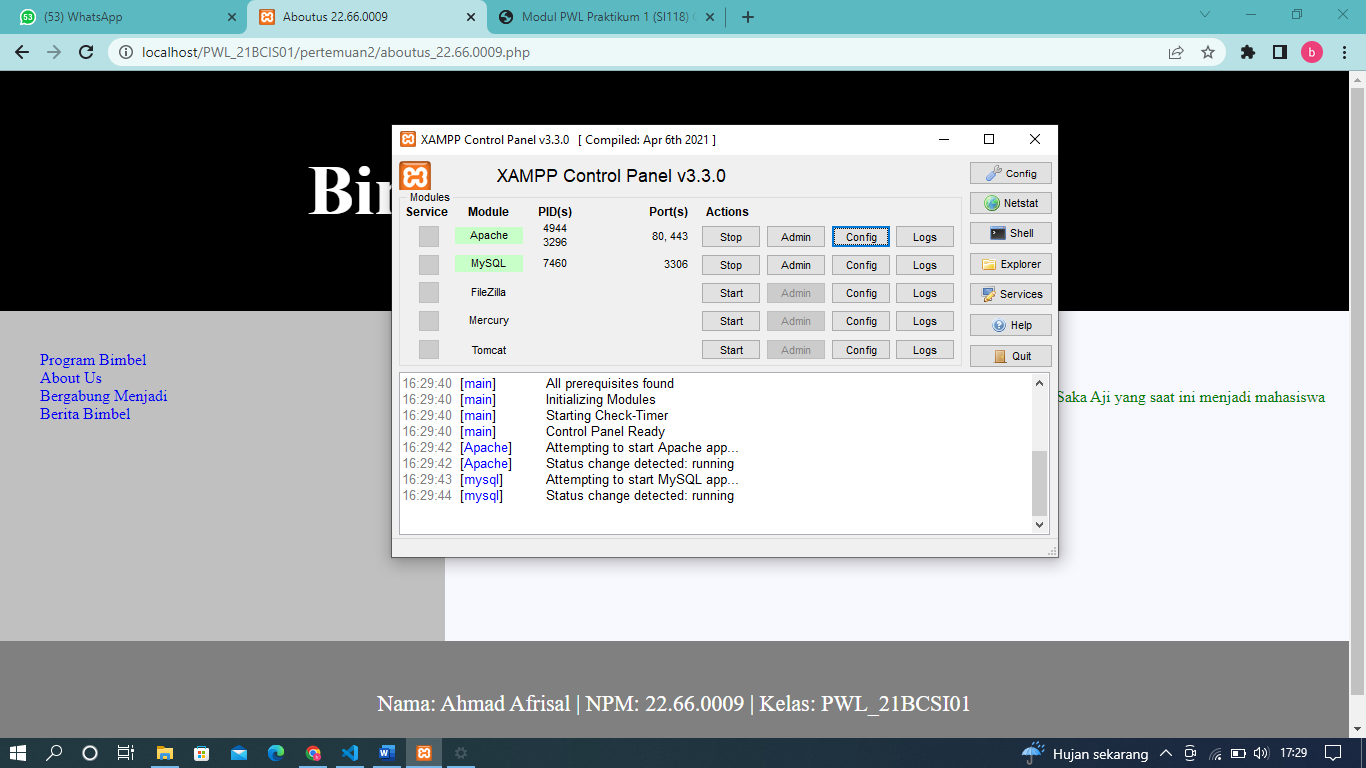 (53) WhatsApp
Aboutus 22.66.0009
Modul PWL Praktikum 1 (SI118)
localhost/PWL_21BCIS01/pertemuan2/aboutus_22.66.0009.php
b
XAMPP Control Panel v3.3.0 [ Compiled: Apr 6th 2021 ]
XAMPP Control Panel v3.3.0
Modules
Service Module PID(s) Port(s) Actions
Apache 4944 3296 80, 443 Stop Admin Config Logs
MySQL 7460 3306 Stop Admin Config Logs
FileZilla Start Admin Config Logs
Mercury Start Admin Config Logs
Tomcat Start Admin Config Logs
Config
Netstat
Shell
Explorer
Services
Help
Quit
16:29:40 [main] All prerequisites found
16:29:40 [main] Initializing Modules
16:29:40 [main] Starting Check-Timer
16:29:40 [main] Control Panel Ready
16:29:42 [Apache] Attempting to start Apache app...
16:29:42 [Apache] Status change detected: running
16:29:43 [mysql] Attempting to start MySQL app...
16:29:44 [mysql] Status change detected: running
Program Bimbel
About Us
Bergabung Menjadi
Berita Bimbel
Saka Aji yang saat ini menjadi mahasiswa
Nama: Ahmad Afrisal | NPM: 22.66.0009 | Kelas: PWL_21BCSI01
Hujan sekarang 17:29